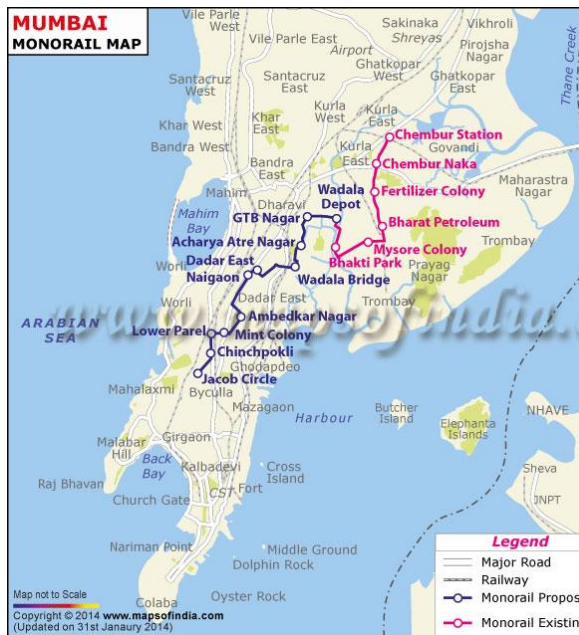 MUMBAI
MONORAIL MAP
Vile Parle West
Vile Parle East
Sakinaka
Shreyas
Vikhroli
Airport
Pirojsha
Nagar
Thane Creek
Santacruz
West
Santacruz
East
Ghatkopar
West
Ghatkopar
East
Kurla
West
Kurla
East
Khar West
Khar
East
Bandra West
Bandra
East
Kurla
East
Chembur Station
Govandi
Chembur Naka
Maharastra
Nagar
Mahim
Dharavi
Wadala
Depot
Fertilizer Colony
Mahim
Bay
GTB Nagar
Bharat Petroleum
Acharya Atre Nagar
Mysore Colony
Trombay
Bhakti Park
Dadar East
Worli
Naigaon
Wadala Bridge
Prayag
Nagar
Worli
Dadar East
Trombay
www.mapsofindia.c
ARABIAN
SEA
Ambedkar Nagar
Lower Parel
Mint Colony
Chinchpokli
Ghodapdeo
Jacob Circle
Mahalaxmi
Byculla
Mazagaon
Harbour
Butcher
Island
Elephanta
Islands
NHAVE
Malabar
Hill
Girgaon
Back
Bay
Kalbadevi
Raj Bhavan
Cross
Island
Sheva
Church Gate
CST
Fort
JNPT
Nariman Point
Middle Ground
Dolphin Rock
Oyster Rock
Colaba
Legend
Major Road
Railway
Monorail Propos
Monorail Existin
Map not to Scale
Copyright © 2014 www.mapsofindia.com
(Updated on 31st Janaury 2014)